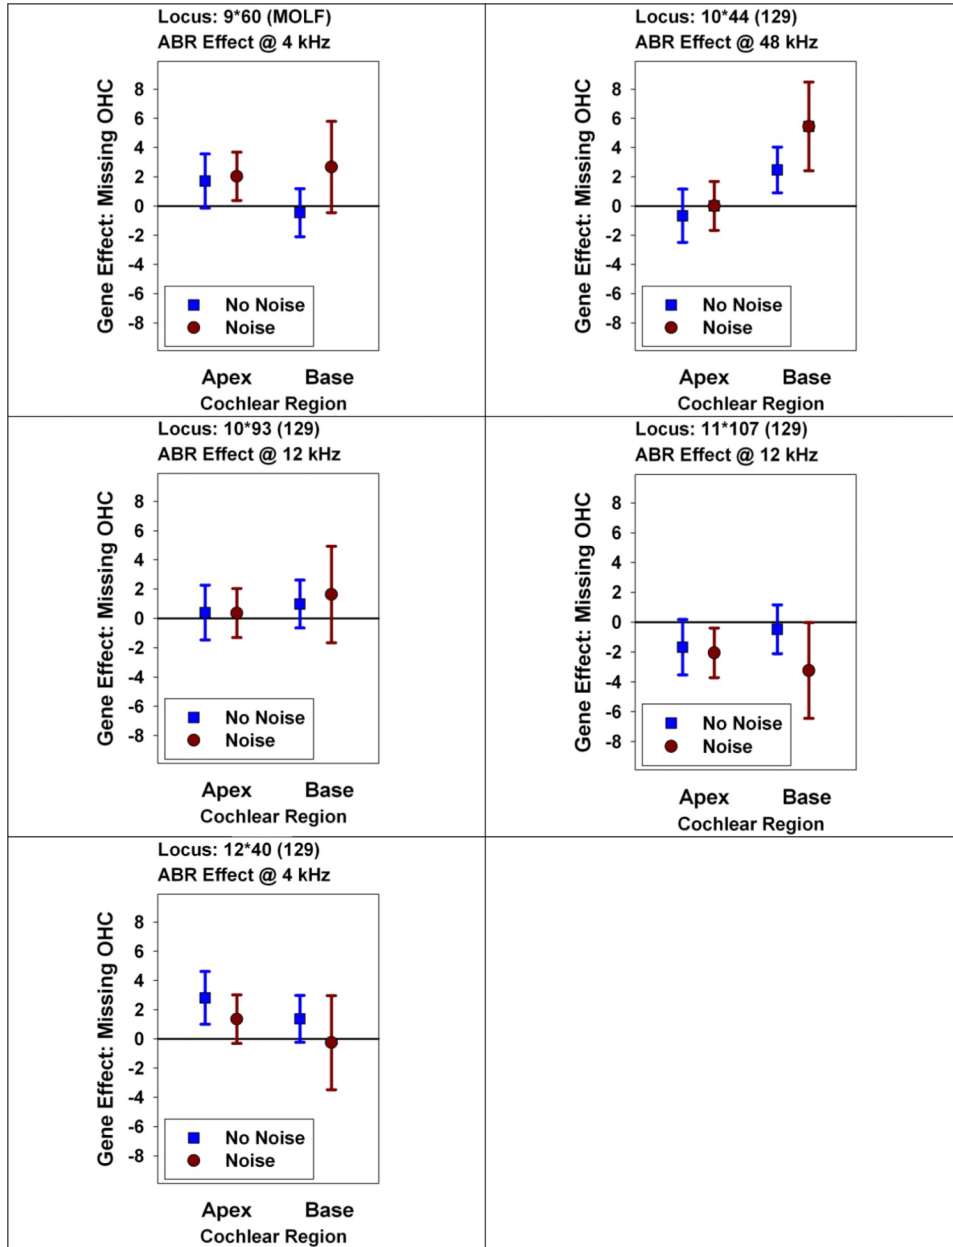 Locus: 9*60 (MOLF)
ABR Effect @ 4 kHz
Gene Effect: Missing OHC
8
6
4
2
0
-2
-4
-6
-8
No Noise
Noise
Apex Base
Cochlear Region
Locus: 10*44 (129)
ABR Effect @ 48 kHz
Gene Effect: Missing OHC
8
6
4
2
0
-2
-4
-6
-8
No Noise
Noise
Apex Base
Cochlear Region
Locus: 10*93 (129)
ABR Effect @ 12 kHz
Gene Effect: Missing OHC
8
6
4
2
0
-2
-4
-6
-8
No Noise
Noise
Apex Base
Cochlear Region
Locus: 11*107 (129)
ABR Effect @ 12 kHz
Gene Effect: Missing OHC
8
6
4
2
0
-2
-4
-6
-8
No Noise
Noise
Apex Base
Cochlear Region
Locus: 12*40 (129)
ABR Effect @ 4 kHz
Gene Effect: Missing OHC
8
6
4
2
0
-2
-4
-6
-8
No Noise
Noise
Apex Base
Cochlear Region